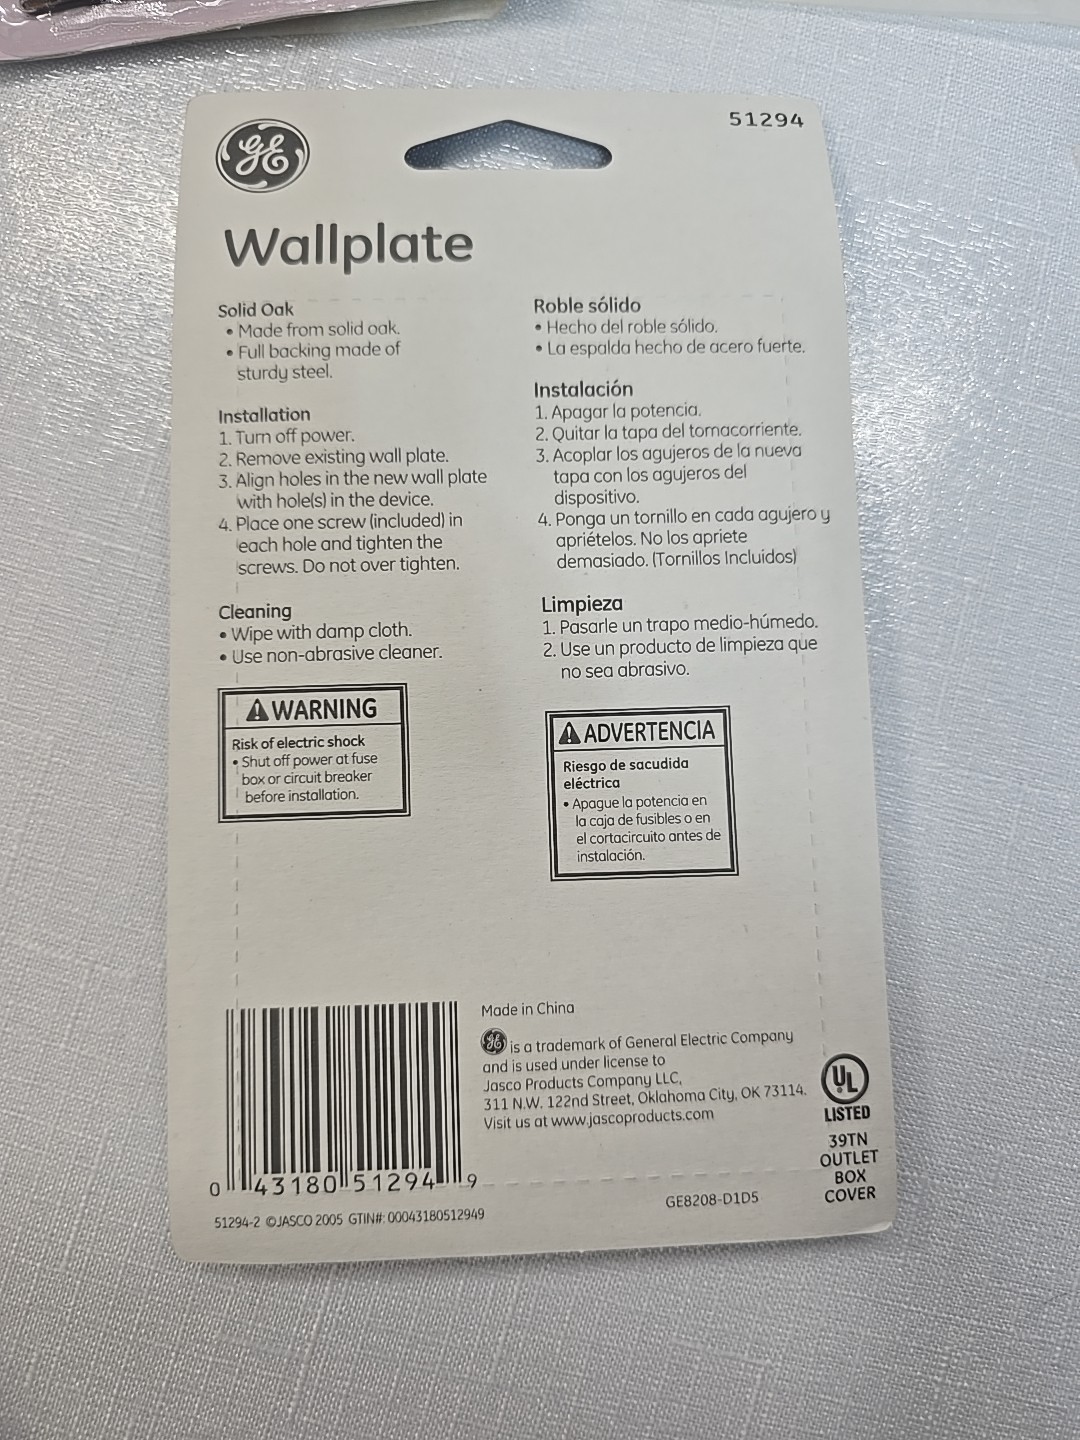 GE
51294
Wallplate
Solid Oak
• Made from solid oak.
• Full backing made of
sturdy steel.
Installation
1. Turn off power.
2. Remove existing wall plate.
3. Align holes in the new wall plate
with hole(s) in the device.
4. Place one screw (included) in
each hole and tighten the
screws. Do not over tighten.
Cleaning
• Wipe with damp cloth.
• Use non-abrasive cleaner.
⚠ WARNING
Risk of electric shock
• Shut off power at fuse
box or circuit breaker
before installation.
Roble sólido
• Hecho del roble sólido.
• La espalda hecho de acero fuerte.
Instalación
1. Apagar la potencia.
2. Quitar la tapa del tomacorriente.
3. Acoplar los agujeros de la nueva
tapa con los agujeros del
dispositivo.
4. Ponga un tornillo en cada agujero y
apriételos. No los apriete
demasiado. (Tornillos Incluidos)
Limpieza
1. Pasarle un trapo medio-húmedo.
2. Use un producto de limpieza que
no sea abrasivo.
⚠ ADVERTENCIA
Riesgo de sacudida
eléctrica
• Apague la potencia en
la caja de fusibles o en
el cortacircuito antes de
instalación.
0 43180 51294 9
51294-2 ©JASCO 2005 GTIN#: 00043180512949
Made in China
GE is a trademark of General Electric Company
and is used under license to
Jasco Products Company LLC,
311 N.W. 122nd Street, Oklahoma City, OK 73114.
Visit us at www.jascoproducts.com
GE8208-D1D5
UL
LISTED
39TN
OUTLET
BOX
COVER